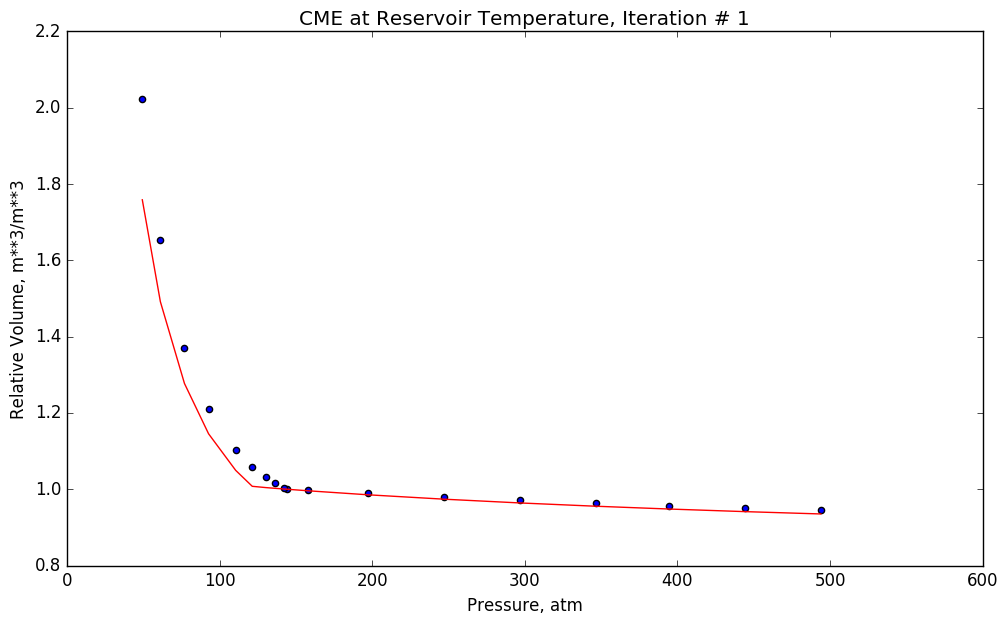 CME at Reservoir Temperature, Iteration # 1
2.2
2.0
1.8
1.6
1.4
1.2
1.0
0.8
Relative Volume, m**3/m**3
0 100 200 300 400 500 600
Pressure, atm